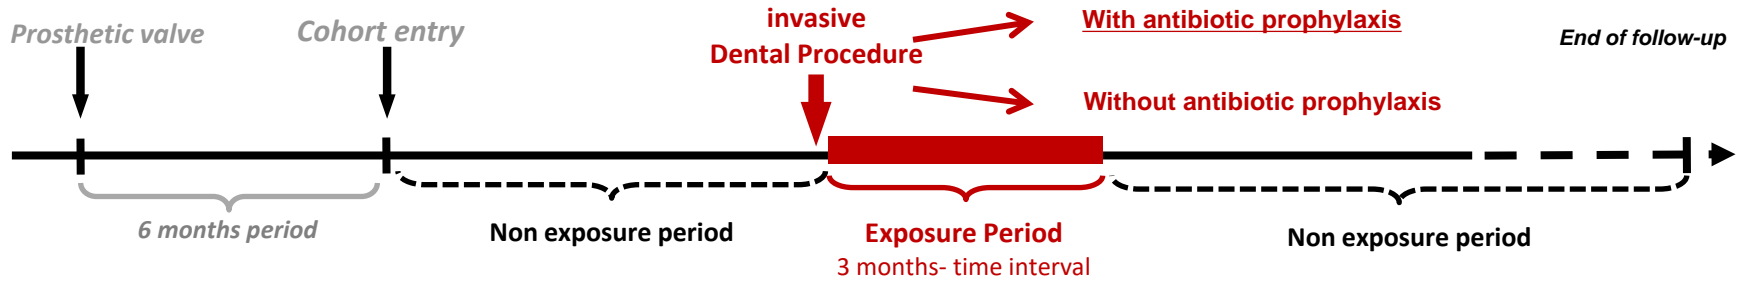 Prosthetic valve
Cohort entry
invasive
Dental Procedure
With antibiotic prophylaxis
Without antibiotic prophylaxis
End of follow-up
6 months period
Non exposure period
Exposure Period
3 months- time interval
Non exposure period